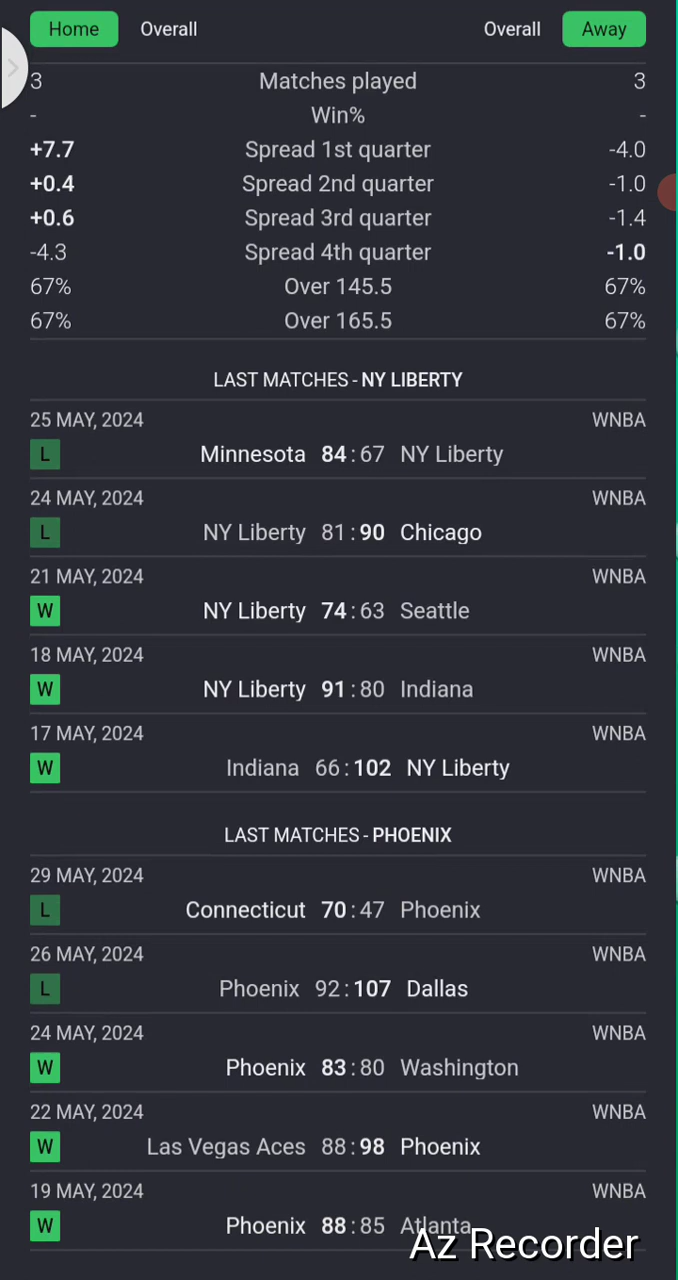 Home Overall Overall Away
3 Matches played 3
- Win% -
+7.7 Spread 1st quarter -4.0
+0.4 Spread 2nd quarter -1.0
+0.6 Spread 3rd quarter -1.4
-4.3 Spread 4th quarter -1.0
67% Over 145.5 67%
67% Over 165.5 67%
LAST MATCHES - NY LIBERTY
25 MAY, 2024 WNBA
L Minnesota 84 : 67 NY Liberty
24 MAY, 2024 WNBA
L NY Liberty 81 : 90 Chicago
21 MAY, 2024 WNBA
W NY Liberty 74 : 63 Seattle
18 MAY, 2024 WNBA
W NY Liberty 91 : 80 Indiana
17 MAY, 2024 WNBA
W Indiana 66 : 102 NY Liberty
LAST MATCHES - PHOENIX
29 MAY, 2024 WNBA
L Connecticut 70 : 47 Phoenix
26 MAY, 2024 WNBA
L Phoenix 92 : 107 Dallas
24 MAY, 2024 WNBA
W Phoenix 83 : 80 Washington
22 MAY, 2024 WNBA
W Las Vegas Aces 88 : 98 Phoenix
19 MAY, 2024 WNBA
W Phoenix 88 : 85 Atlanta
Az Recorder